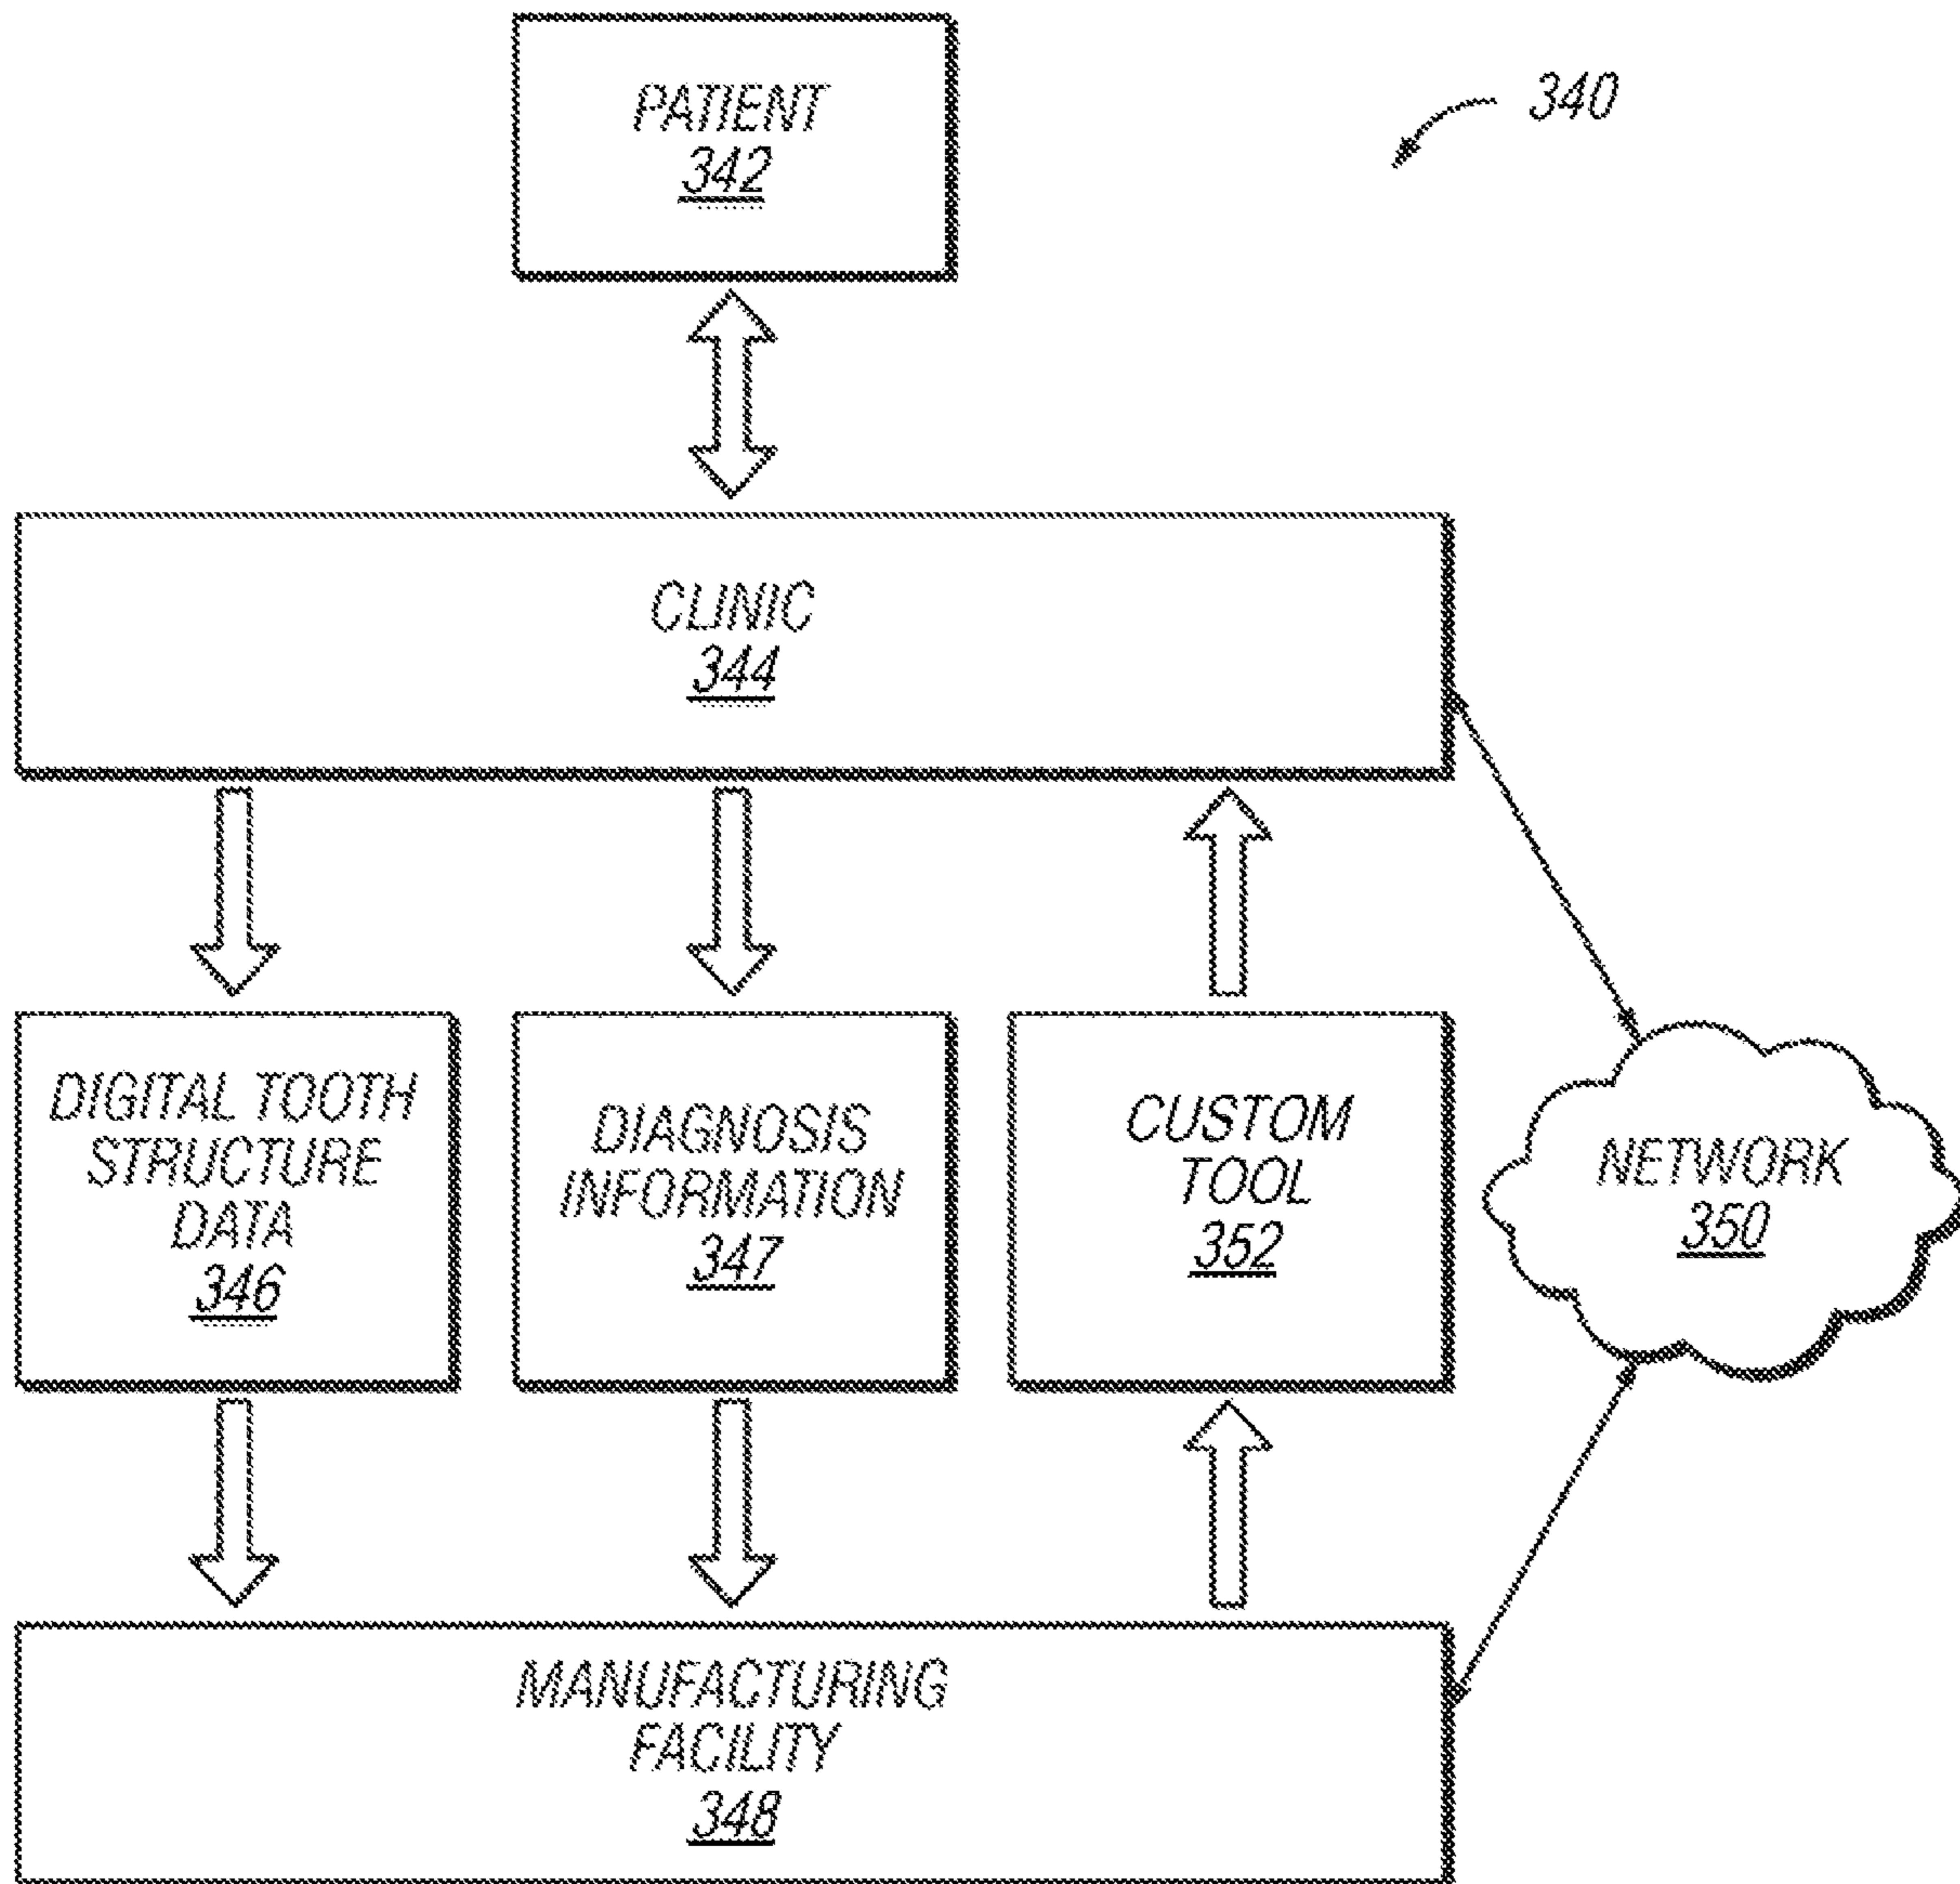 PATIENT
342
340
CLINIC
344
DIGITAL TOOTH
STRUCTURE
DATA
346
DIAGNOSIS
INFORMATION
347
CUSTOM
TOOL
352
NETWORK
350
MANUFACTURING
FACILITY
348